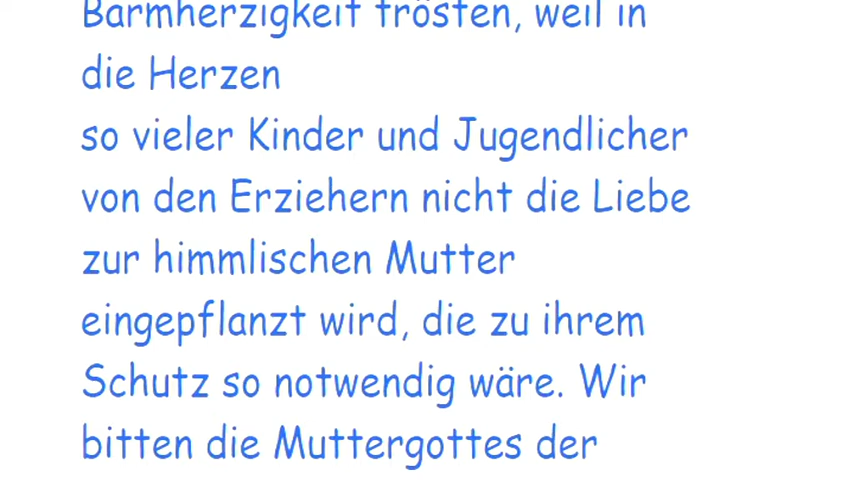 Barmherzigkeit trösten, weil in
die Herzen
so vieler Kinder und Jugendlicher
von den Erziehern nicht die Liebe
zur himmlischen Mutter
eingepflanzt wird, die zu ihrem
Schutz so notwendig wäre. Wir
bitten die Muttergottes der